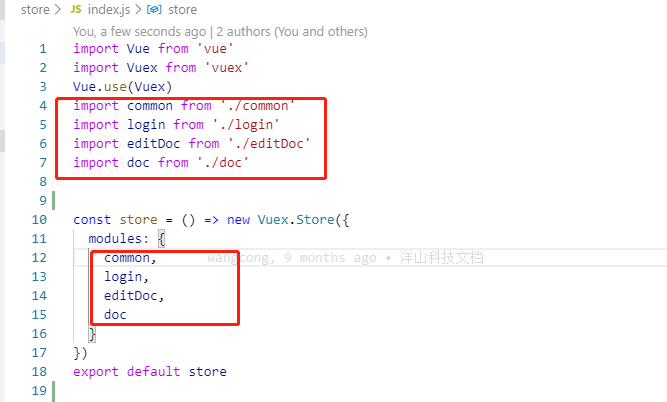 store > JS index.js > store
You, a few seconds ago | 2 authors (You and others)
1 import Vue from 'vue'
2 import Vuex from 'vuex'
3 Vue.use(Vuex)
4 import common from './common'
5 import login from './login'
6 import editDoc from './editDoc'
7 import doc from './doc'
8
9
10 const store = () => new Vuex.Store({
11 modules: {
12 common, wangcong, 9 months ago • 洋山科技文档
13 login,
14 editDoc,
15 doc
16 }
17 })
18 export default store
19